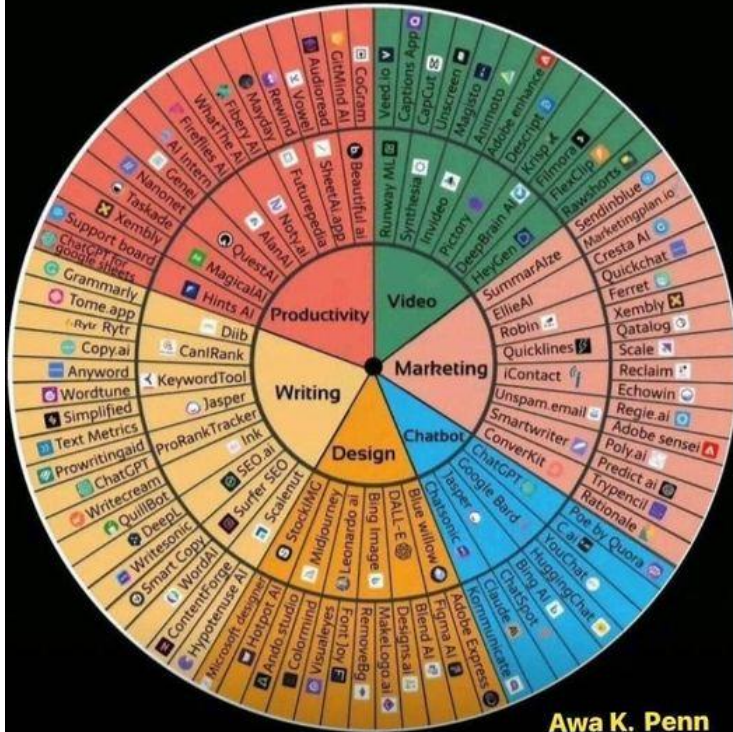 Productivity
Video
Marketing
Chatbot
Design
Writing
Hints AI
MagicalAI
QuestAI
AlanAI
Noty.ai
Futurepedia
SheetAi.app
Beautiful ai
ChatGPT for
google sheets
Support board
Xembly
Taskade
Nanonet
Genei
AI Intern
Fireflies AI
WhatThe AI
Fibery AI
Mayday
Rewind
Vowel
Audioread
GitMind AI
CoGram
Runway ML
Synthesia
Invideo
Pictory
DeepBrain AI
HeyGen
Veed.io
Captions App
CapCut
Unscreen
Magisto
Animoto
Adobe enhance
Descript
Krisp
Filmora
FlexClip
Rawshorts
SummarAIze
EllieAI
Robin
Quicklines
iContact
Unspam.email
Smartwriter
ConverKit
Sendinblue
Marketingplan.io
Cresta AI
Quickchat
Ferret
Xembly
Qatalog
Scale
Reclaim
Echowin
Regie.ai
Adobe sensei
Poly.ai
Predict ai
Trypencil
Rationale
ChatGPT
Google Bard
Jasper
Chatsonic
Poe by Quora
C.ai
YouChat
HuggingChat
Bing AI
ChatSpot
Claude
Kommunicate
Blue willow
DALL-E
Bing Image
Leonardo ai
Midjourney
StockIMG
Adobe Express
Figma AI
Blend AI
Designs.ai
MakeLogo.ai
RemoveBg
Font Joy
Visualeyes
Colormind
Ando.studio
Hotpot AI
Microsoft designer
Scalenut
Surfer SEO
SEO.ai
Ink
ProRankTracker
Jasper
KeywordTool
CanIRank
Diib
Hypotenuse AI
ContentForge
WordAi
Smart Copy
Writesonic
DeepL
QuillBot
Writecream
ChatGPT
Prowritingaid
Text Metrics
Simplified
Wordtune
Anyword
Copy.ai
Rytr Rytr
Tome.app
Grammarly
Awa K. Penn